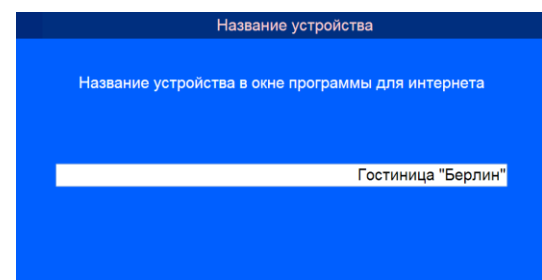 Название устройства
Название устройства в окне программы для интернета
Гостиница "Берлин"